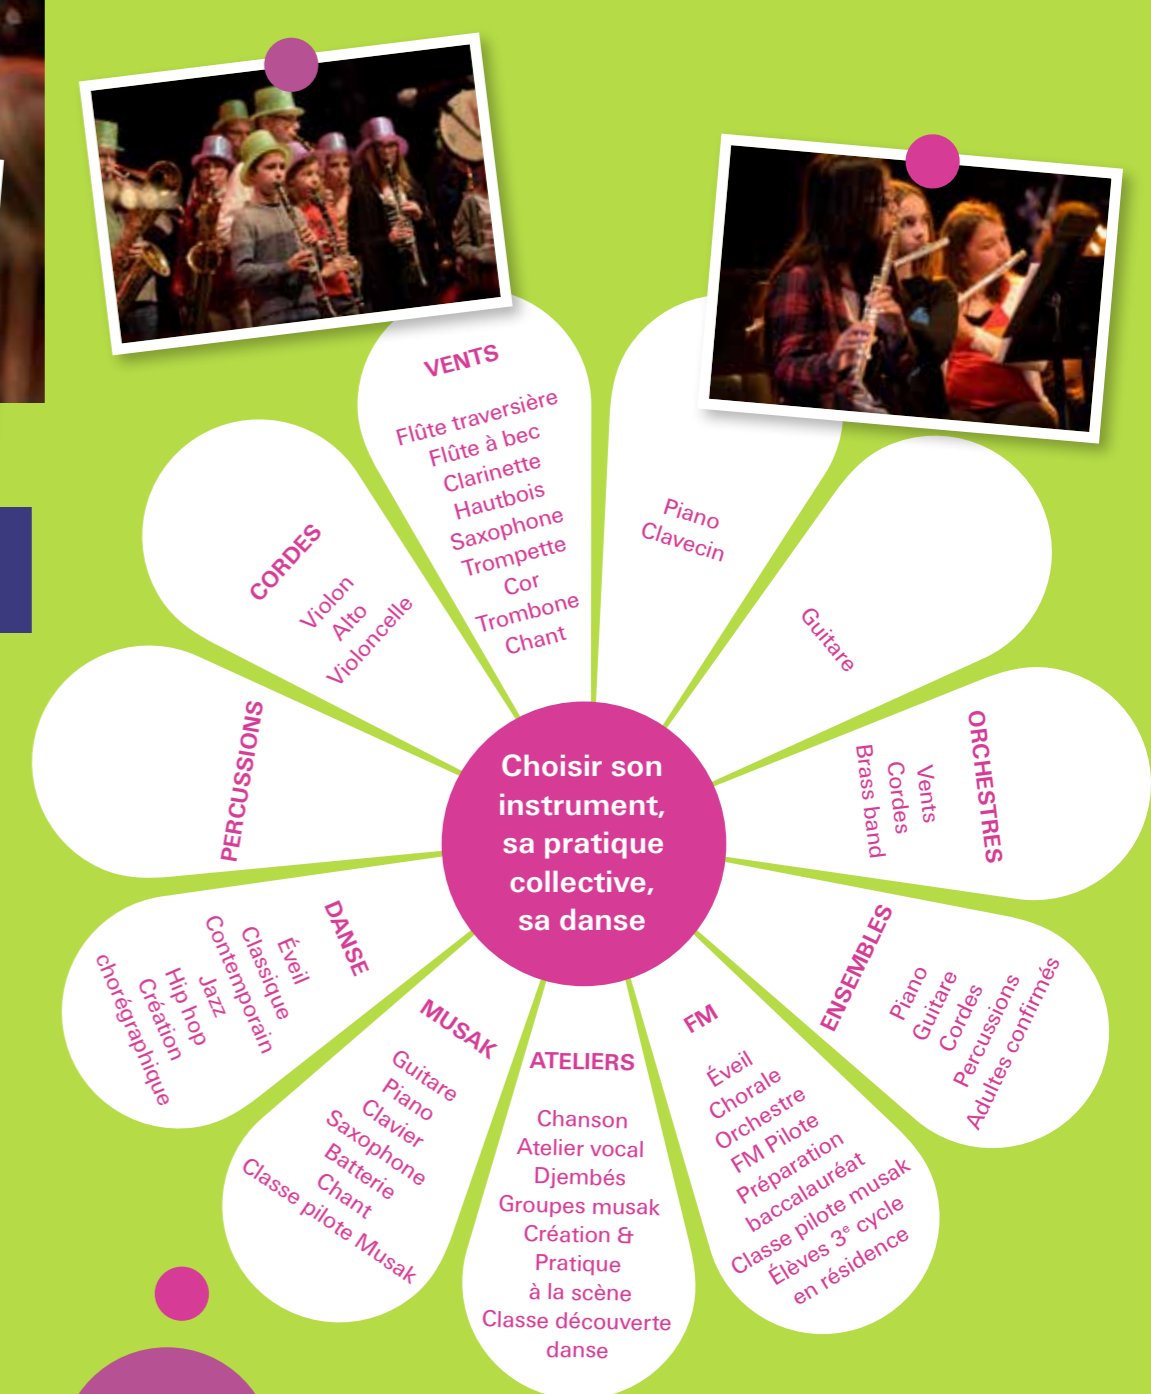 VENTS
Flûte traversière
Flûte à bec
Clarinette
Hautbois
Saxophone
Trompette
Cor
Trombone
Chant
Piano
Clavecin
Guitare
ORCHESTRES
Vents
Cordes
Brass band
ENSEMBLES
Piano
Guitare
Cordes
Percussions
Adultes confirmés
FM
Éveil
Chorale
Orchestre
FM Pilote
Préparation
baccalauréat
Classe pilote musak
Élèves 3e cycle
en résidence
ATELIERS
Chanson
Atelier vocal
Djembés
Groupes musak
Création &
Pratique
à la scène
Classe découverte
danse
MUSAK
Guitare
Piano
Clavier
Saxophone
Batterie
Chant
Classe pilote Musak
DANSE
Éveil
Classique
Contemporain
Jazz
Hip hop
Création
chorégraphique
PERCUSSIONS
CORDES
Violon
Alto
Violoncelle
Choisir son
instrument,
sa pratique
collective,
sa danse